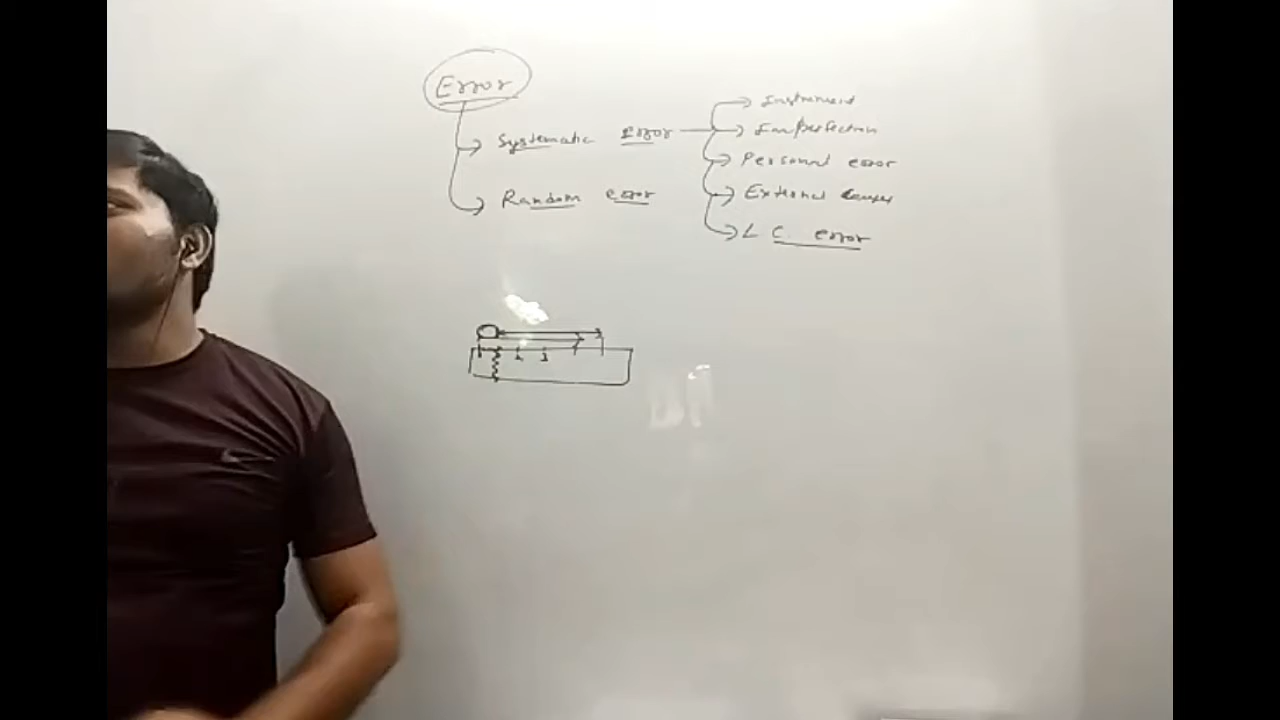 Error
Systematic error
Random error
Instrument
Imperfection
Personal error
External causes
L C. error